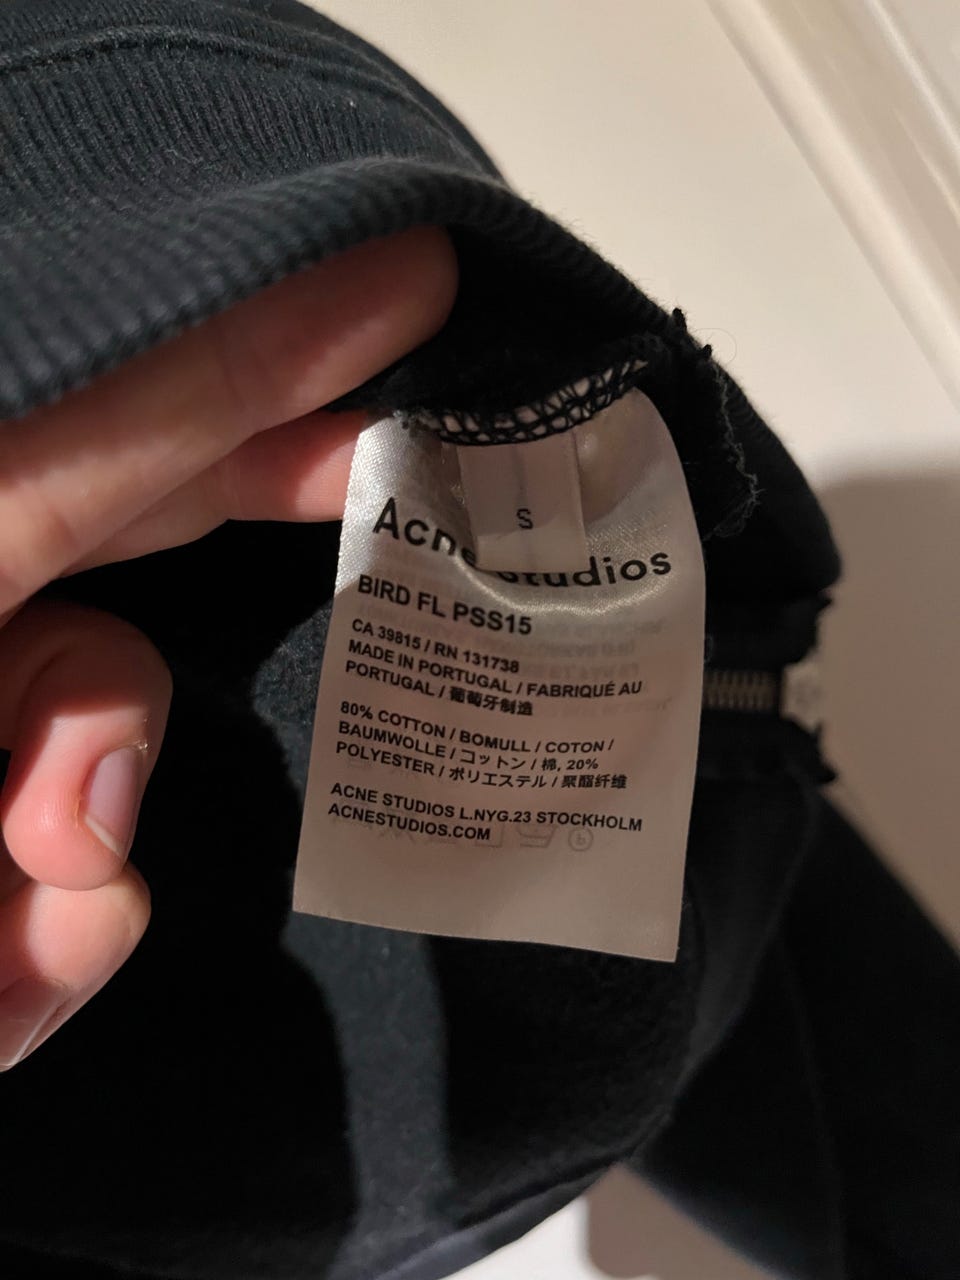 S
Acne Studios
BIRD FL PSS15
CA 39815 / RN 131738
MADE IN PORTUGAL / FABRIQUÉ AU
PORTUGAL / 葡萄牙制造
80% COTTON / BOMULL / COTON /
BAUMWOLLE / コットン / 棉, 20%
POLYESTER / ポリエステル / 聚酯纤维
ACNE STUDIOS L.NYG.23 STOCKHOLM
ACNESTUDIOS.COM